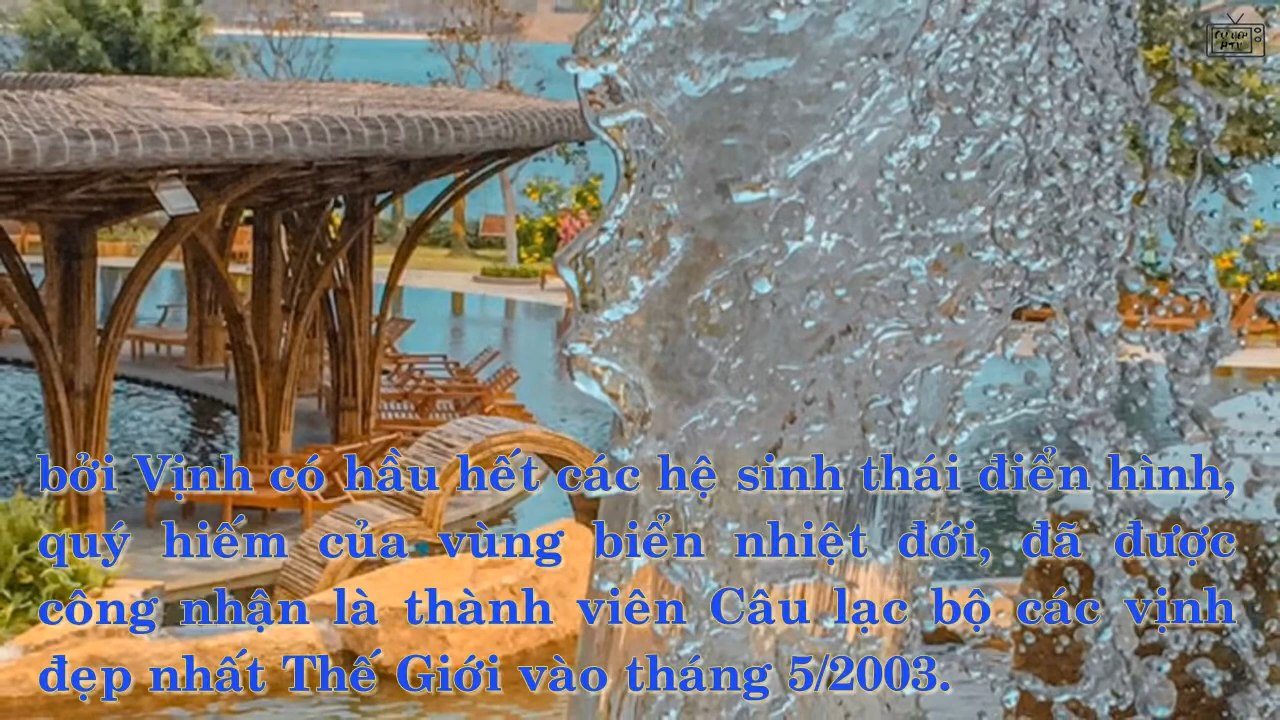 bởi Vịnh có hầu hết các hệ sinh thái điển hình,
quý hiếm của vùng biển nhiệt đới, đã được
công nhận là thành viên Câu lạc bộ các vịnh
đẹp nhất Thế Giới vào tháng 5/2003.